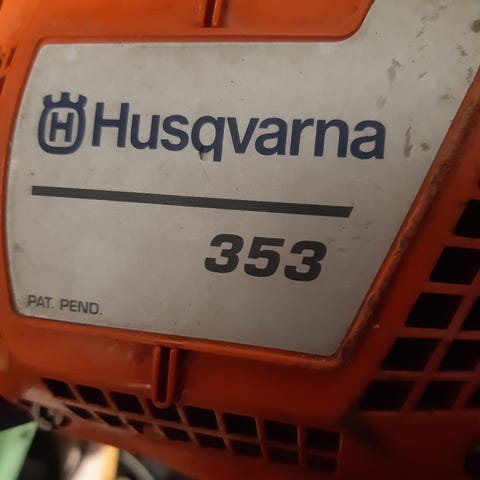 Husqvarna
353
PAT. PEND.